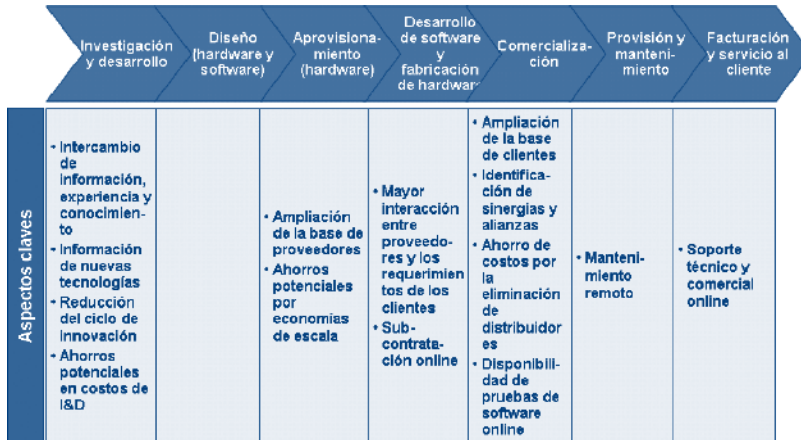 Investigación
y desarrollo
Diseño
(hardware y
software)
Aprovisiona-
miento
(hardware)
Desarrollo
de software
y
fabricación
de hardware
Comercializa-
ción
Provisión y
manteni-
miento
Facturación
y servicio al
cliente
Aspectos claves
• Intercambio
de
información,
experiencia y
conocimien-
to
• Información
de nuevas
tecnologías
• Reducción
del ciclo de
innovación
• Ahorros
potenciales
en costos de
I&D
• Ampliación
de la base de
proveedores
• Ahorros
potenciales
por
economías
de escala
• Mayor
interacción
entre
proveedo-
res y los
requerimien
tos de los
clientes
• Sub-
contratación
online
• Ampliación
de la base
de clientes
• Identifica-
ción de
sinergias y
alianzas
• Ahorro de
costos por
la
eliminación
de
distribuidor
es
• Disponibili-
dad de
pruebas de
software
online
• Manteni-
miento
remoto
• Soporte
técnico y
comercial
online